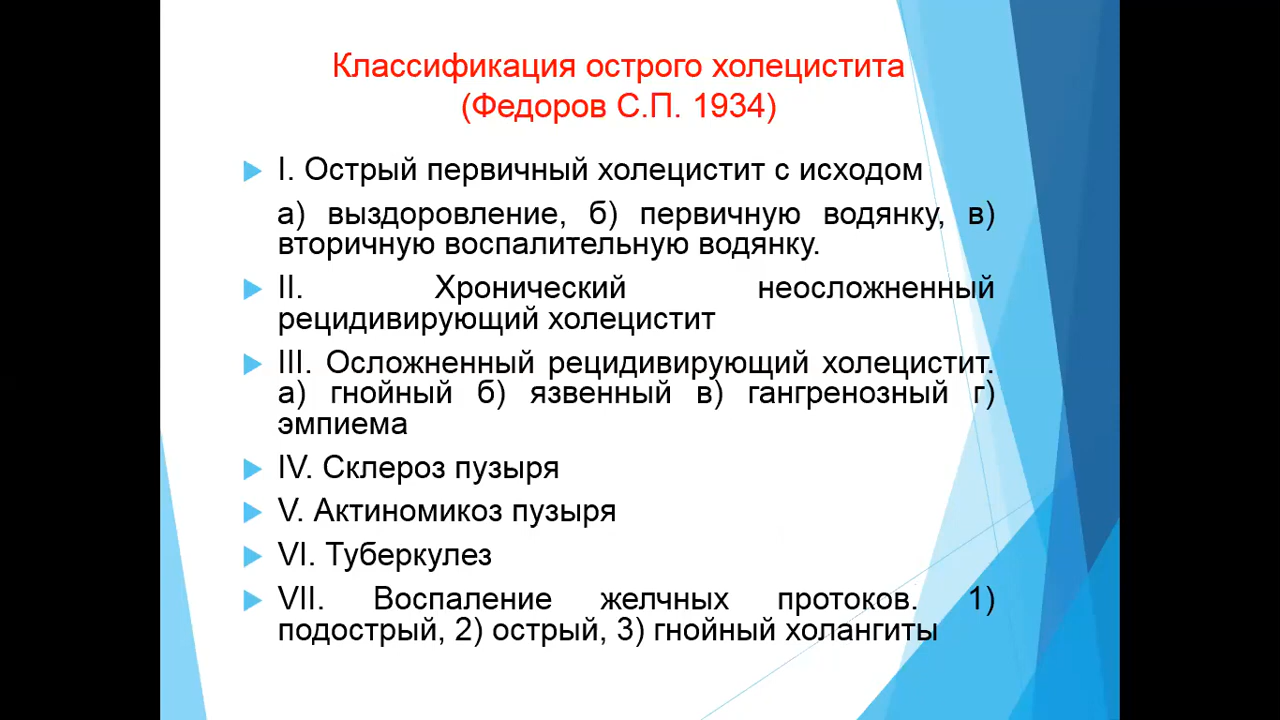 Классификация острого холецистита
(Федоров С.П. 1934)
I. Острый первичный холецистит с исходом
а) выздоровление, б) первичную водянку, в)
вторичную воспалительную водянку.
II. Хронический неосложненный
рецидивирующий холецистит
III. Осложненный рецидивирующий холецистит.
а) гнойный б) язвенный в) гангренозный г)
эмпиема
IV. Склероз пузыря
V. Актиномикоз пузыря
VI. Туберкулез
VII. Воспаление желчных протоков. 1)
подострый, 2) острый, 3) гнойный холангиты